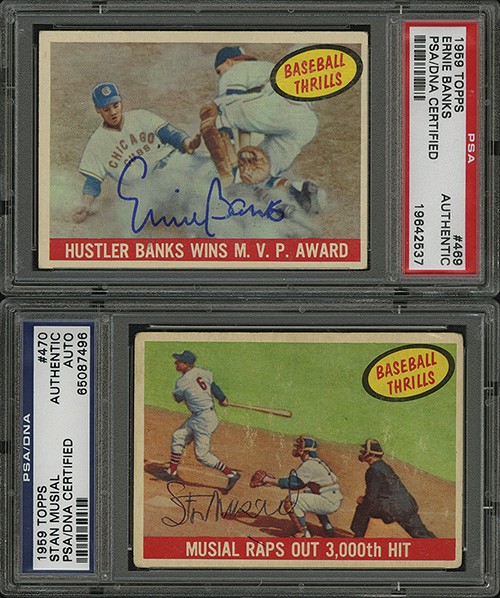 BASEBALL
THRILLS
CHICAGO
CUBS
Ernie Banks
HUSTLER BANKS WINS M. V. P. AWARD
1959 TOPPS
ERNIE BANKS
PSA/DNA CERTIFIED
PSA
#469
AUTHENTIC
19642537
#470
AUTHENTIC
AUTO
65087496
PSA/DNA
1959 TOPPS
STAN MUSIAL
PSA/DNA CERTIFIED
BASEBALL
THRILLS
6
Stan Musial
MUSIAL RAPS OUT 3,000th HIT